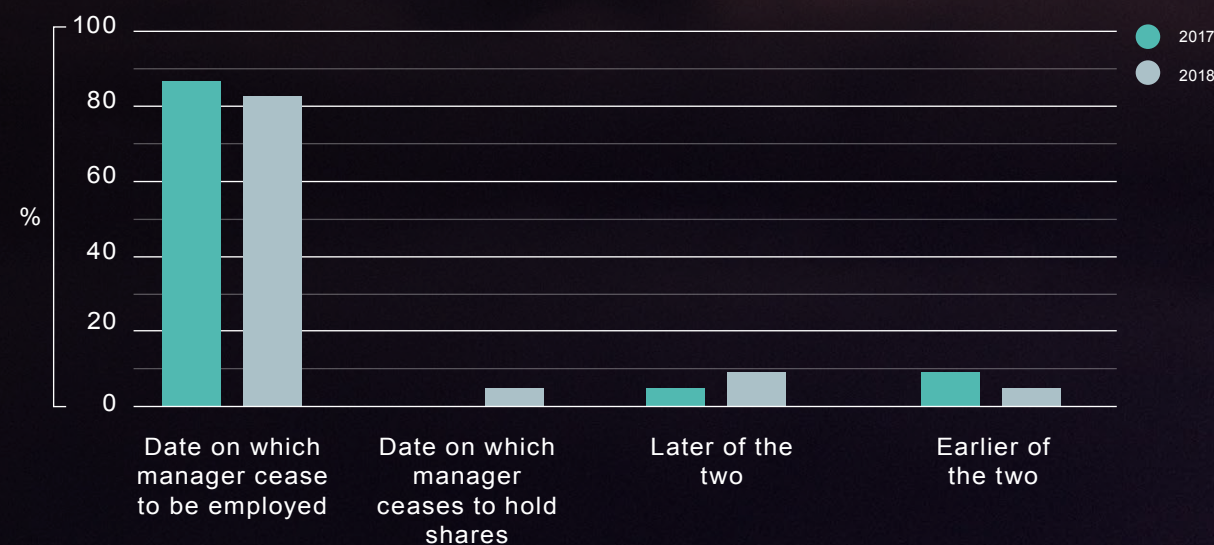 100
80
60
%
40
20
0
2017
2018
Date on which
manager cease
to be employed
Date on which
manager
ceases to hold
shares
Later of the
two
Earlier of
the two